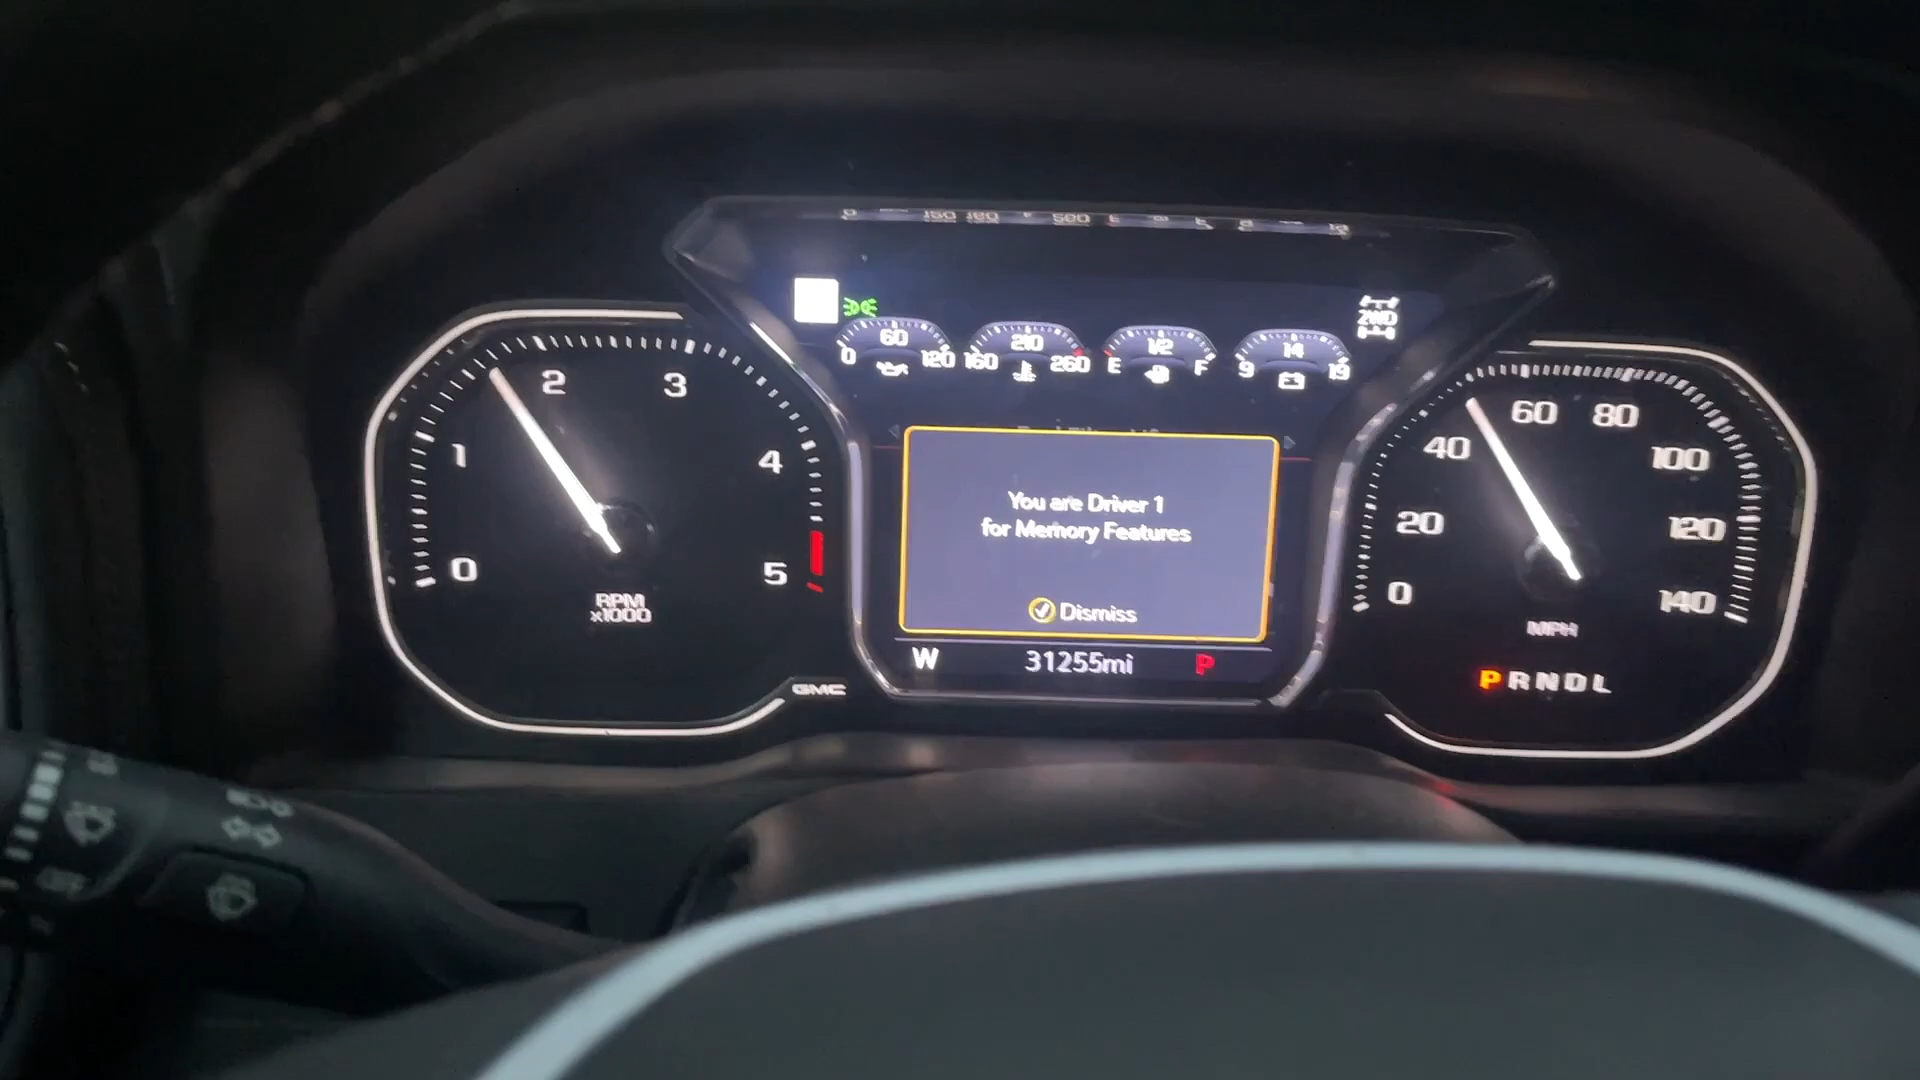 2WD
60
0 120
210
160 260
1/2
E F
14
9 19
0 1 2 3 4 5
RPM
x1000
GMC
You are Driver 1
for Memory Features
Dismiss
W 31255mi P
0 20 40 60 80 100 120 140
MPH
P R N D L
OFF